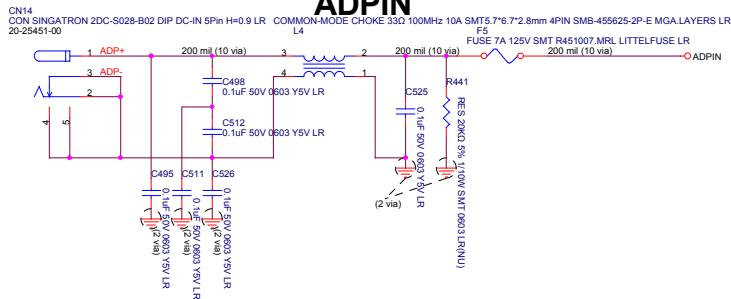 ADPIN
CN14
CON SINGATRON 2DC-S028-B02 DIP DC-IN 5Pin H=0.9 LR
20-25451-00
COMMON-MODE CHOKE 33Ω 100MHz 10A SMT5.7*6.7*2.8mm 4PIN SMB-455625-2P-E MGA.LAYERS LR
L4
F5
FUSE 7A 125V SMT R451007.MRL LITTELFUSE LR
1
ADP+
200 mil (10 via)
2
200 mil (10 via)
200 mil (10 via)
ADPIN
3
ADP-
2
4
5
4
3
1
C498
0.1uF 50V 0603 Y5V LR
C512
0.1uF 50V 0603 Y5V LR
C525
0.1uF 50V 0603 Y5V LR
R441
RES 20KΩ 5% 1/10W SMT 0603 LR(NU)
C495
0.1uF 50V 0603 Y5V LR
C511
0.1uF 50V 0603 Y5V LR
C526
0.1uF 50V 0603 Y5V LR
(2 via)
(2 via)
(2 via)
(2 via)